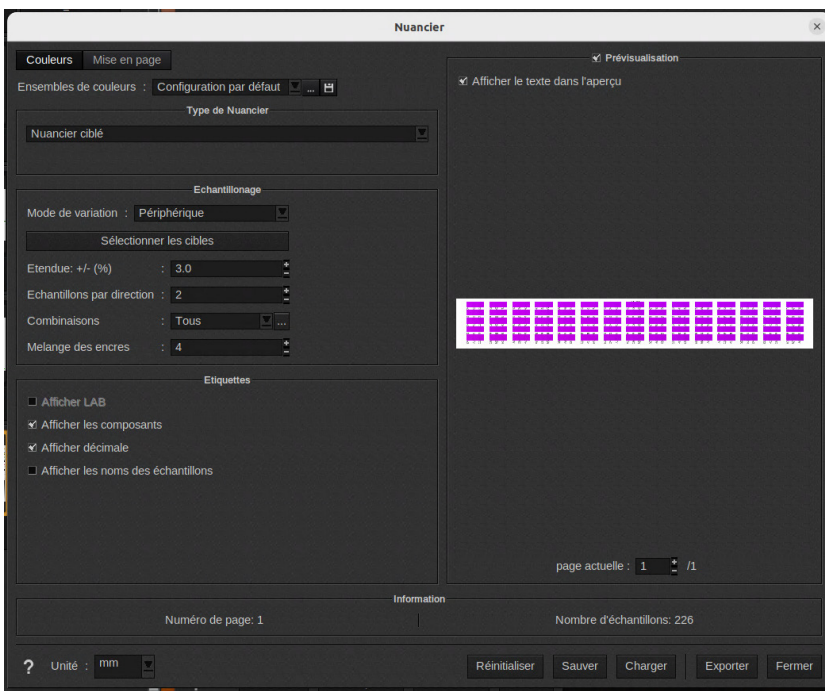 Nuancier
Couleurs Mise en page
Ensembles de couleurs : Configuration par défaut ...
Type de Nuancier
Nuancier ciblé
Echantillonage
Mode de variation : Périphérique
Sélectionner les cibles
Etendue: +/- (%) : 3.0
Echantillons par direction : 2
Combinaisons : Tous ...
Melange des encres : 4
Etiquettes
Afficher LAB
Afficher les composants
Afficher décimale
Afficher les noms des échantillons
Prévisualisation
Afficher le texte dans l'aperçu
page actuelle : 1 /1
Information
Numéro de page: 1 Nombre d'échantillons: 226
? Unité : mm Réinitialiser Sauver Charger Exporter Fermer